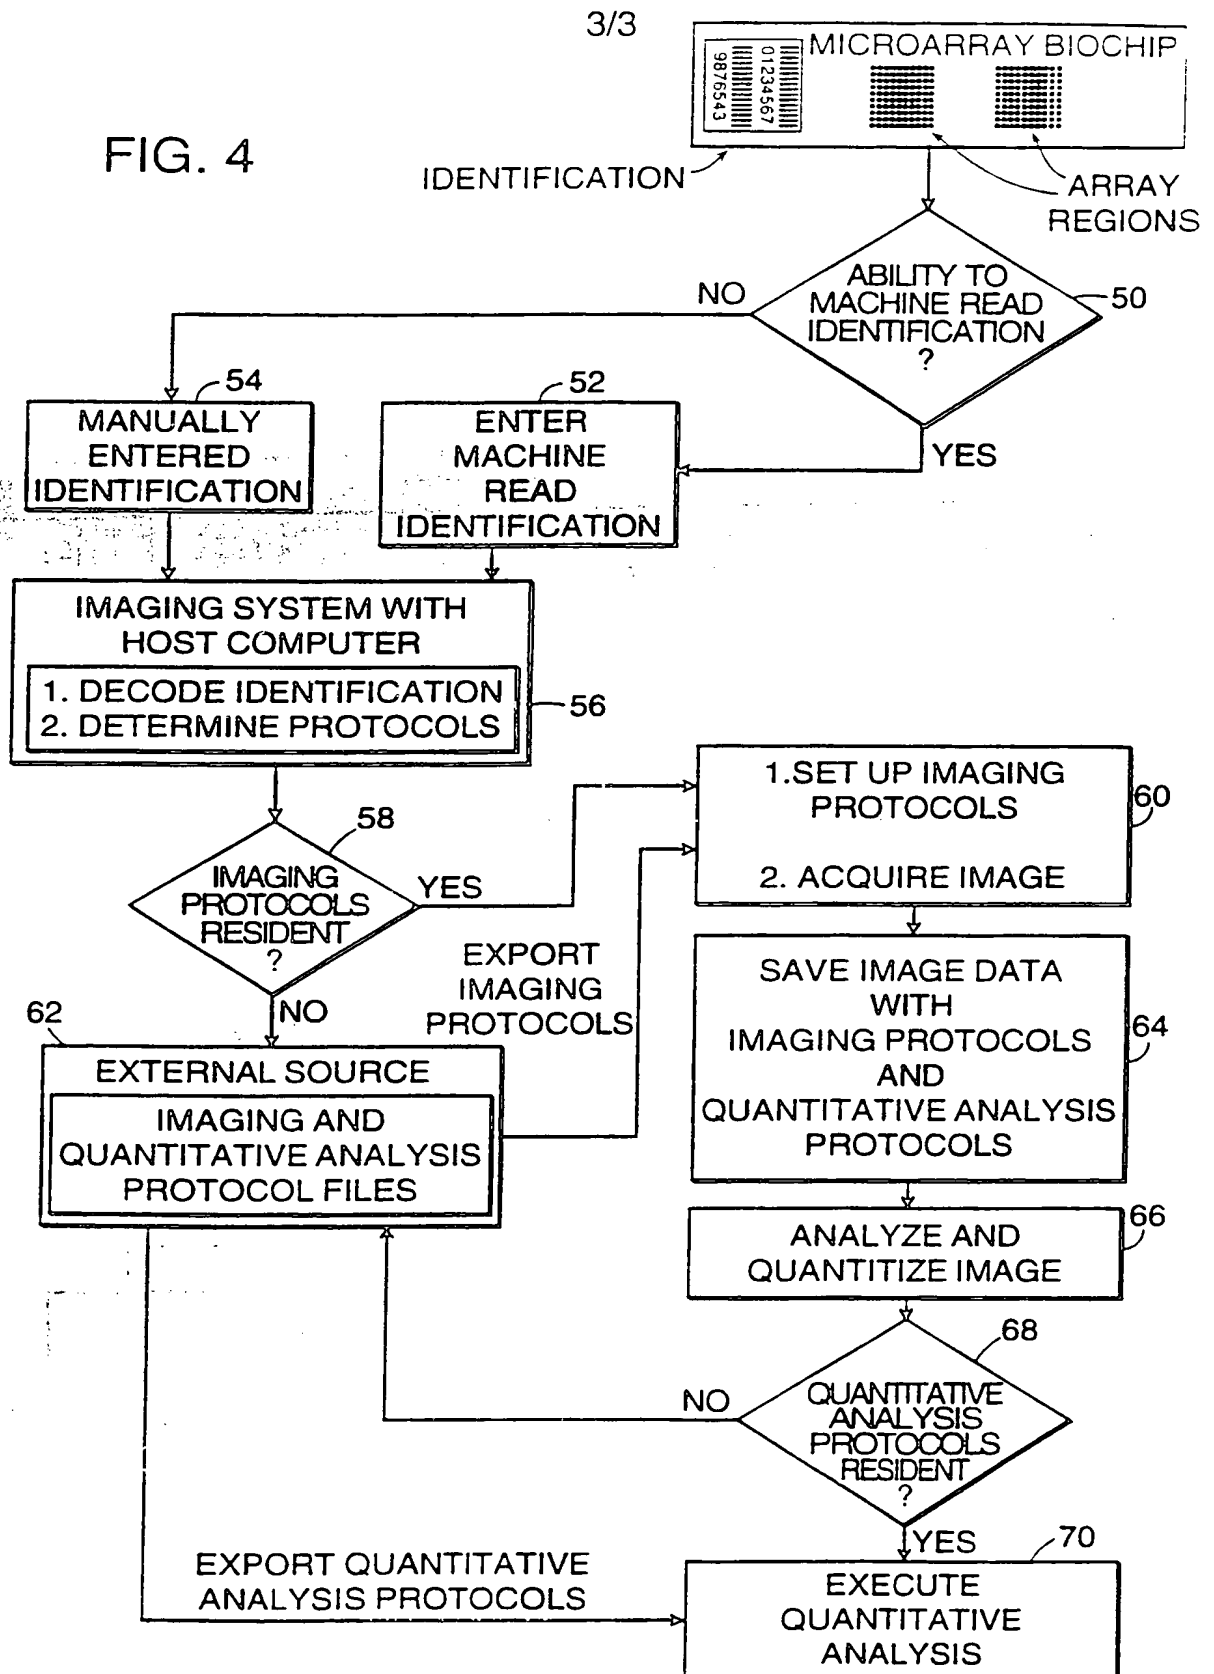 3/3
FIG. 4
MICROARRAY BIOCHIP
01234567
9876543
IDENTIFICATION
ARRAY
REGIONS
ABILITY TO
MACHINE READ
IDENTIFICATION
?
50
NO
YES
54
MANUALLY
ENTERED
IDENTIFICATION
52
ENTER
MACHINE
READ
IDENTIFICATION
IMAGING SYSTEM WITH
HOST COMPUTER
1. DECODE IDENTIFICATION
2. DETERMINE PROTOCOLS
56
58
IMAGING
PROTOCOLS
RESIDENT
?
YES
NO
1.SET UP IMAGING
PROTOCOLS
2. ACQUIRE IMAGE
60
EXPORT
IMAGING
PROTOCOLS
62
EXTERNAL SOURCE
IMAGING AND
QUANTITATIVE ANALYSIS
PROTOCOL FILES
SAVE IMAGE DATA
WITH
IMAGING PROTOCOLS
AND
QUANTITATIVE ANALYSIS
PROTOCOLS
64
ANALYZE AND
QUANTITIZE IMAGE
66
68
QUANTITATIVE
ANALYSIS
PROTOCOLS
RESIDENT
?
NO
YES
EXPORT QUANTITATIVE
ANALYSIS PROTOCOLS
70
EXECUTE
QUANTITATIVE
ANALYSIS